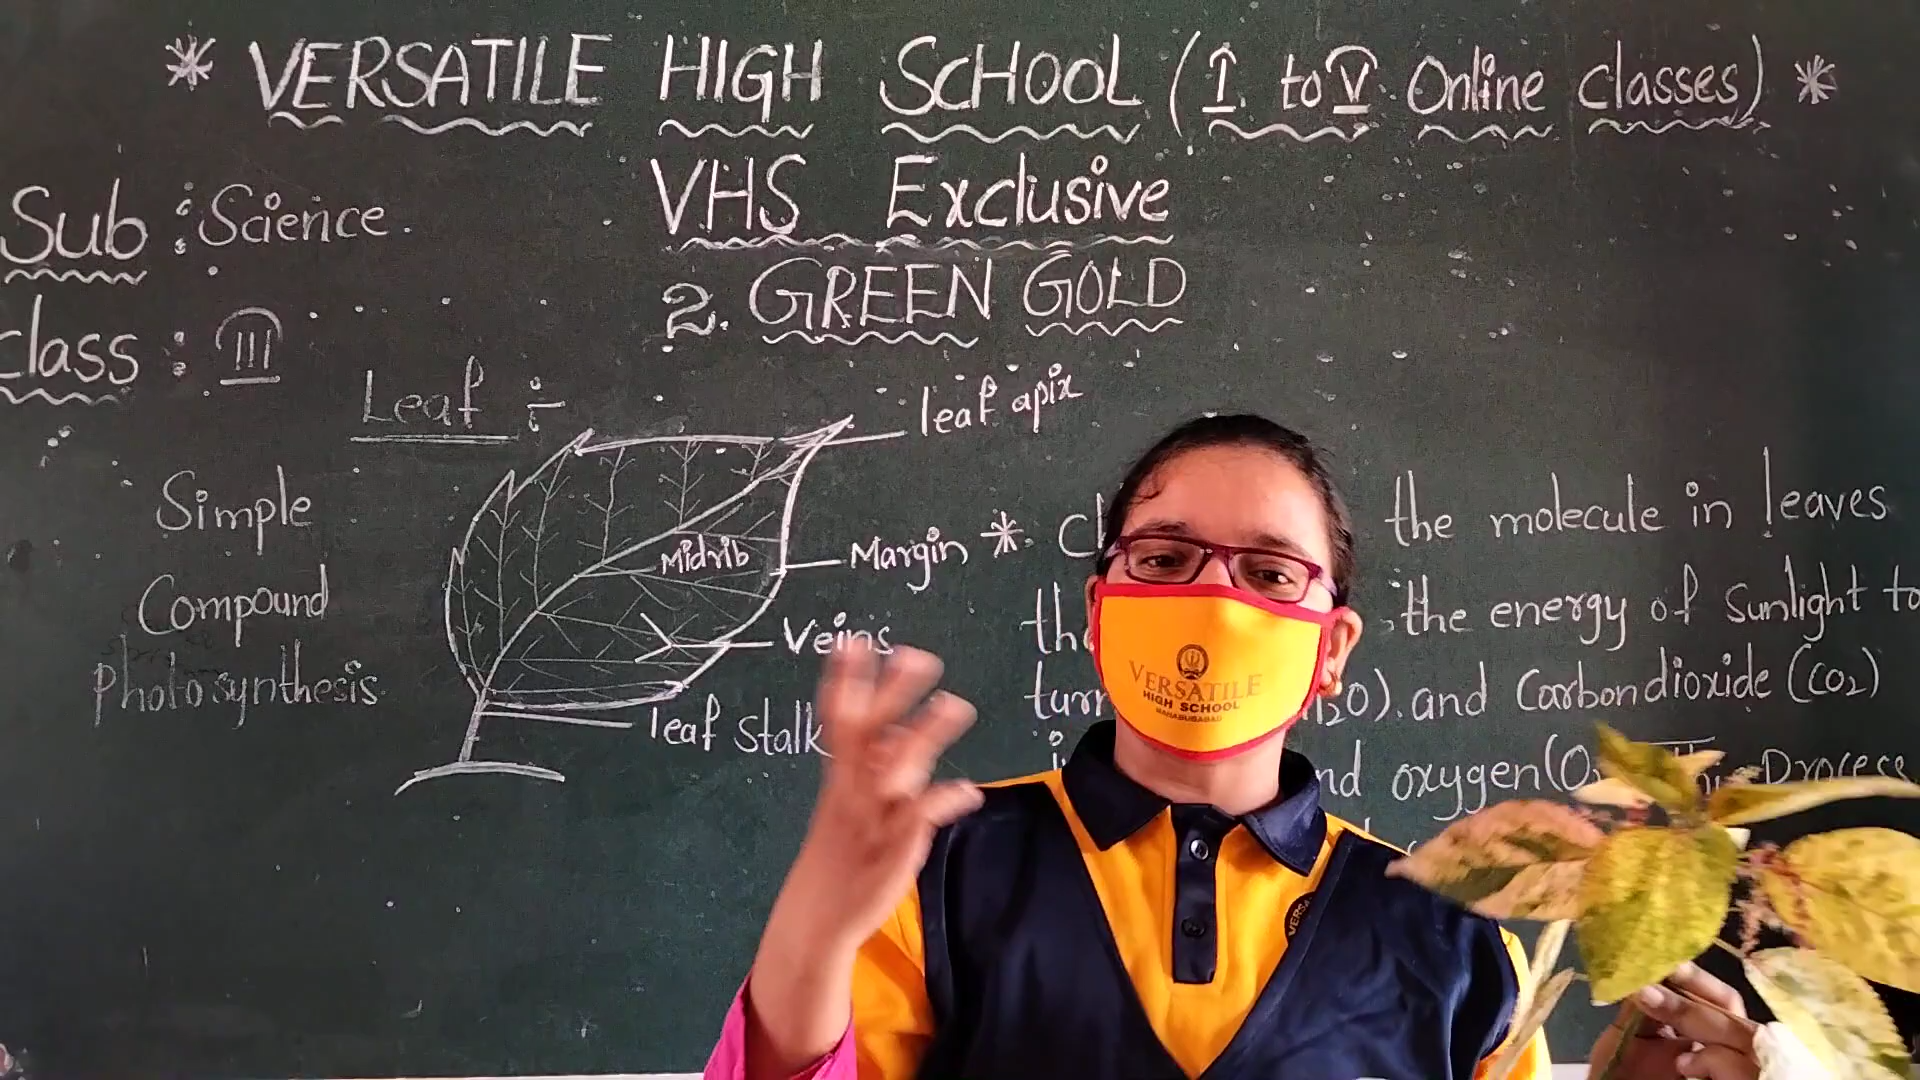 * VERSATILE HIGH SCHOOL (I to V Online classes) *
VHS Exclusive
Sub : Science.
2. GREEN GOLD
class : III
Leaf :-
leaf apix
Simple
Compound
Photosynthesis
Midrib
Margin
Veins
leaf stalk
* the molecule in leaves
the energy of sunlight to
and Carbondioxide (CO2)
oxygen
Process
VERSATILE
HIGH SCHOOL
MAHABUBABAD